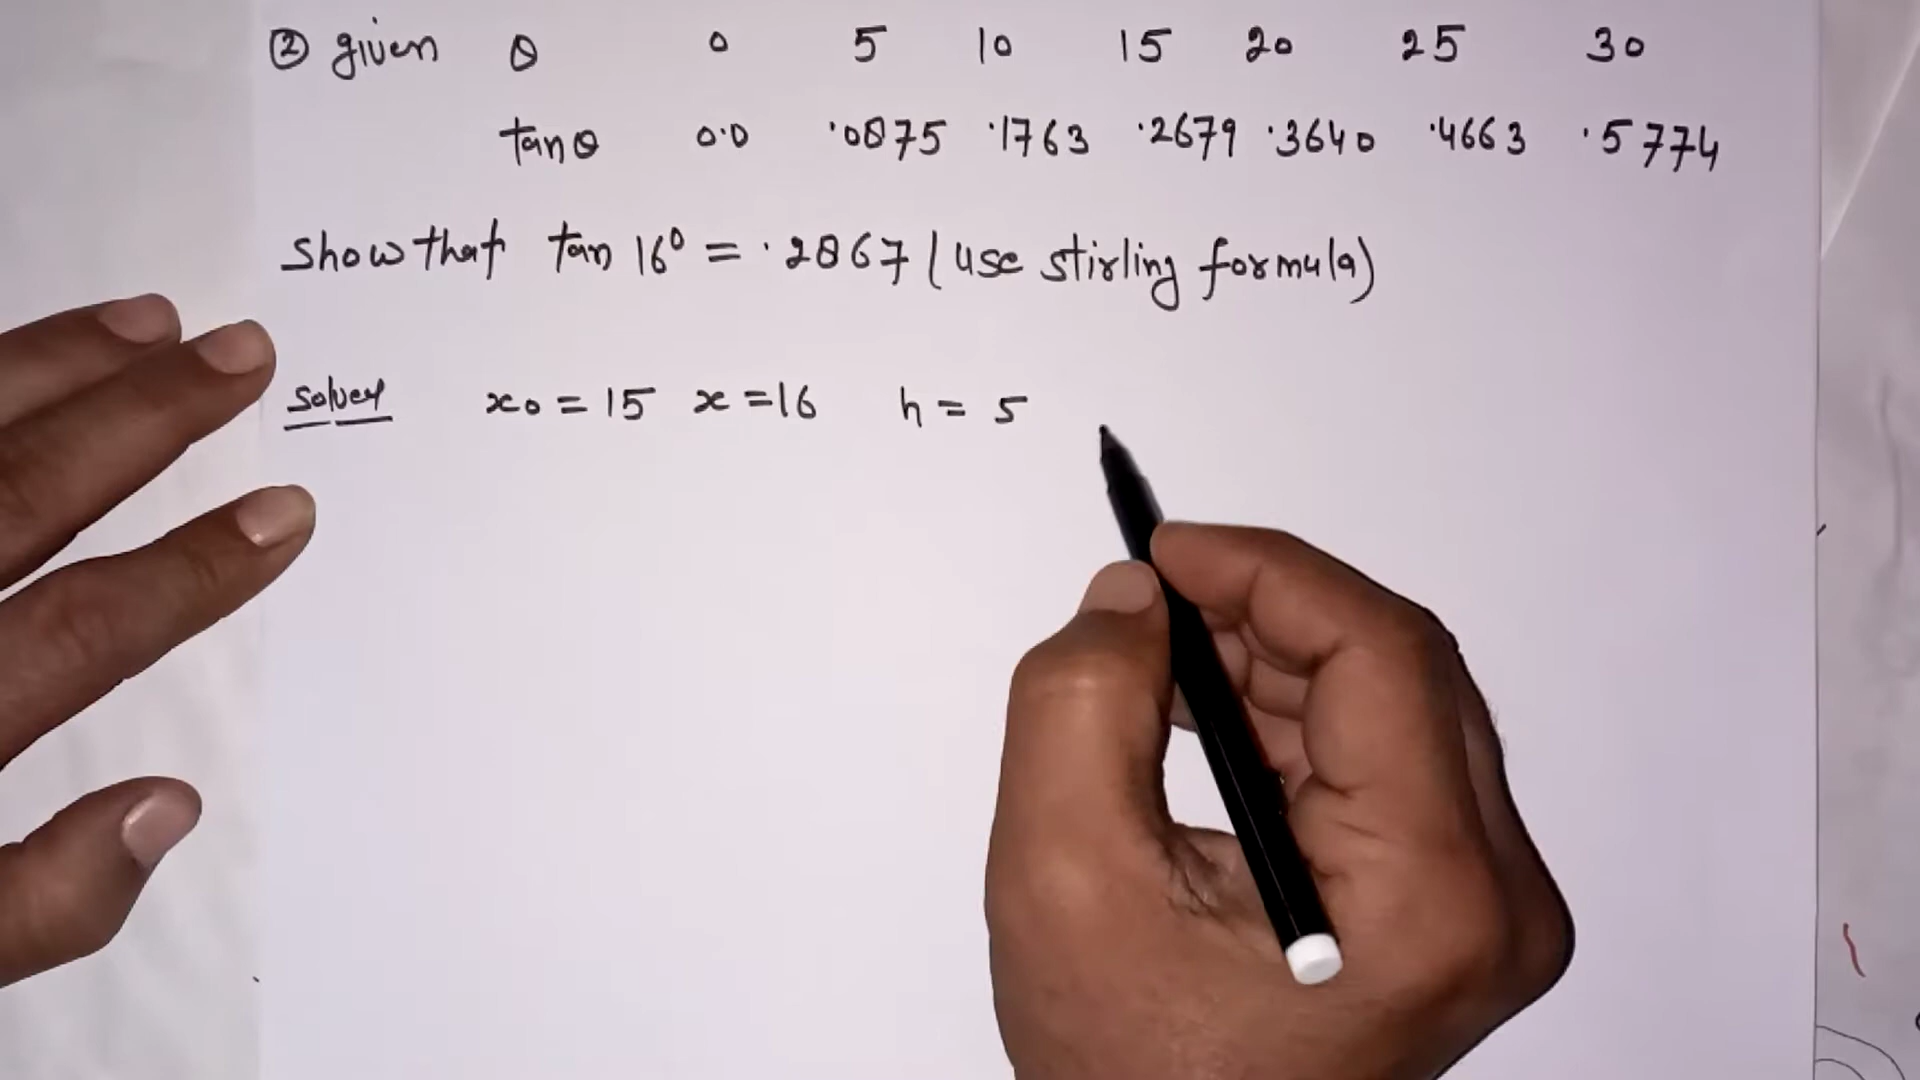 ② given θ 0 5 10 15 20 25 30
tanθ 0.0 .0875 .1763 .2679 .3640 .4663 .5774
show that tan 16° = .2867 (use stirling formula)
x₀ = 15 x = 16 h = 5